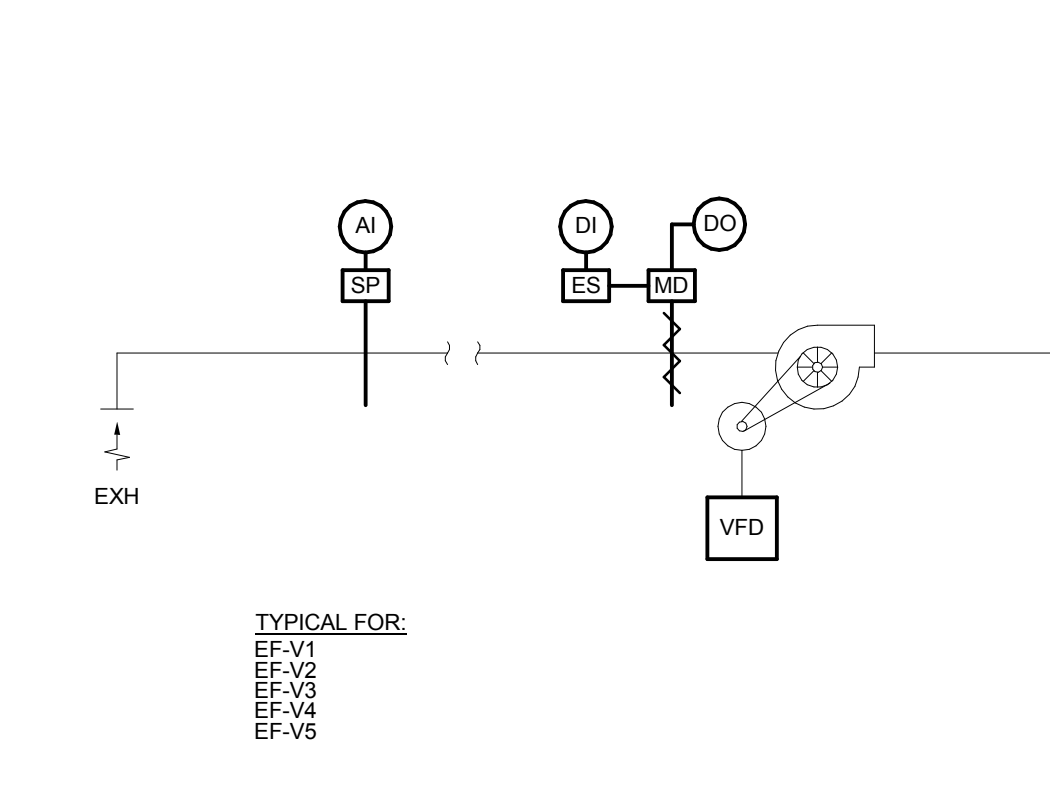 AI
DI
DO
SP
ES
MD
EXH
VFD
TYPICAL FOR:
EF-V1
EF-V2
EF-V3
EF-V4
EF-V5